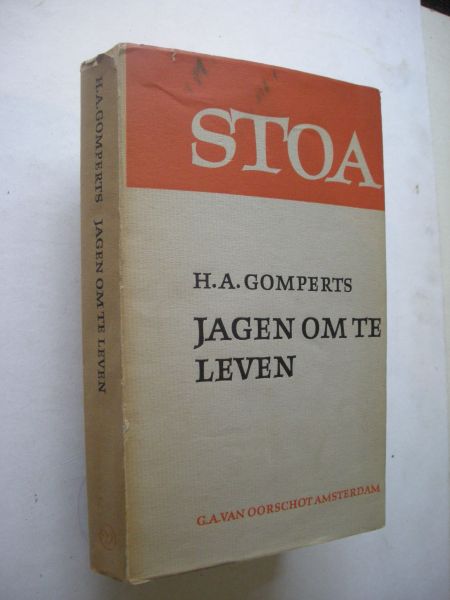 H.A.GOMPERTS JAGEN OM TE LEVEN
STOA
H.A.GOMPERTS
JAGEN OM TE
LEVEN
G.A.VAN OORSCHOT AMSTERDAM